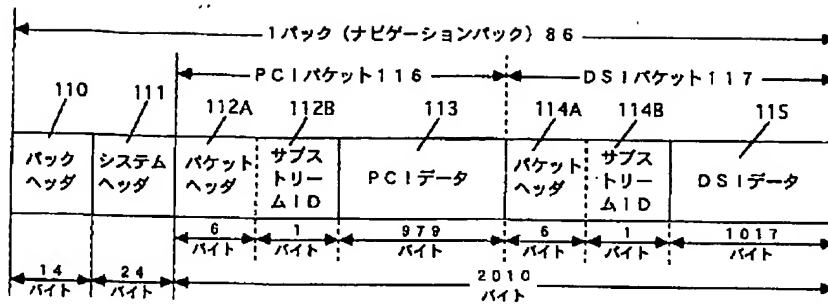 1パック（ナビゲーションパック）86
PCIパケット116
DSIパケット117
110
111
112A
112B
113
114A
114B
115
パック
ヘッダ
システム
ヘッダ
パケット
ヘッダ
サブス
トリー
ムID
PCIデータ
パケット
ヘッダ
サブス
トリー
ムID
DSIデータ
6
バイト
1
バイト
979
バイト
6
バイト
1
バイト
1017
バイト
14
バイト
24
バイト
2010
バイト